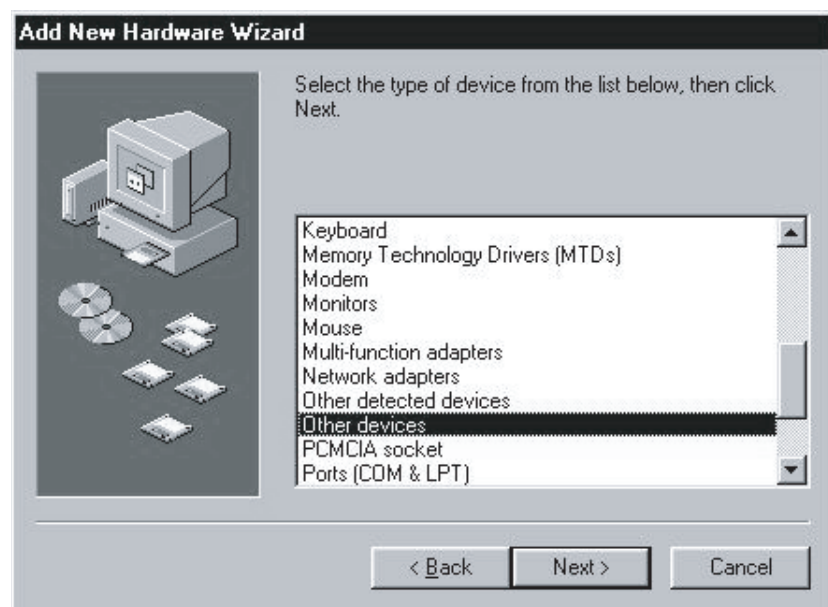 Add New Hardware Wizard
Select the type of device from the list below, then click
Next.
Keyboard
Memory Technology Drivers (MTDs)
Modem
Monitors
Mouse
Multi-function adapters
Network adapters
Other detected devices
Other devices
PCMCIA socket
Ports (COM & LPT)
< Back
Next >
Cancel